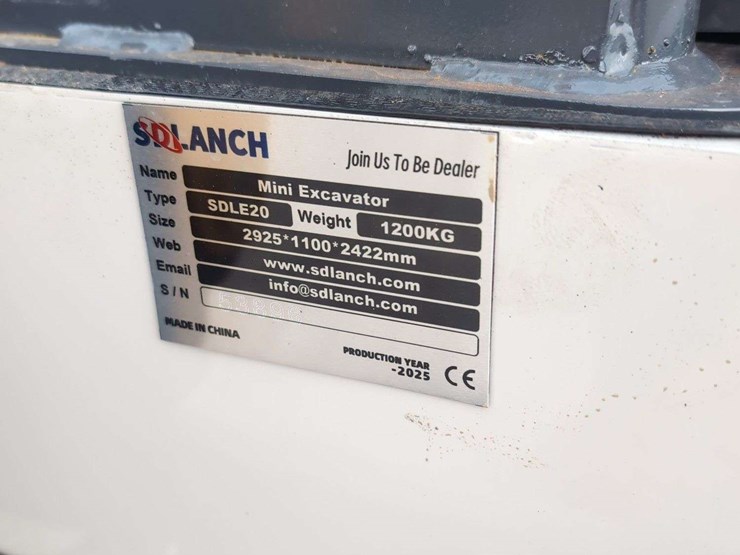 SDLANCH
Join Us To Be Dealer
Name Mini Excavator
Type SDLE20 Weight 1200KG
Size 2925*1100*2422mm
Web www.sdlanch.com
Email info@sdlanch.com
S/N
MADE IN CHINA
PRODUCTION YEAR
-2025 CE